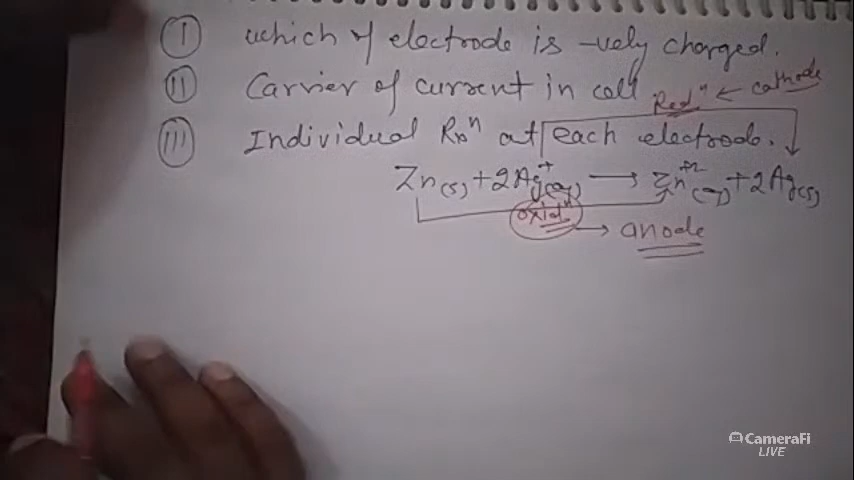 I which of electrode is -vely charged.
II Carrier of current in cell
Redⁿ ← cathode
III Individual Rxⁿ at each electrode.
Zn(s) + 2Ag⁺(aq) → Zn⁺²(aq) + 2Ag(s)
oxidⁿ → anode
CameraFi
LIVE